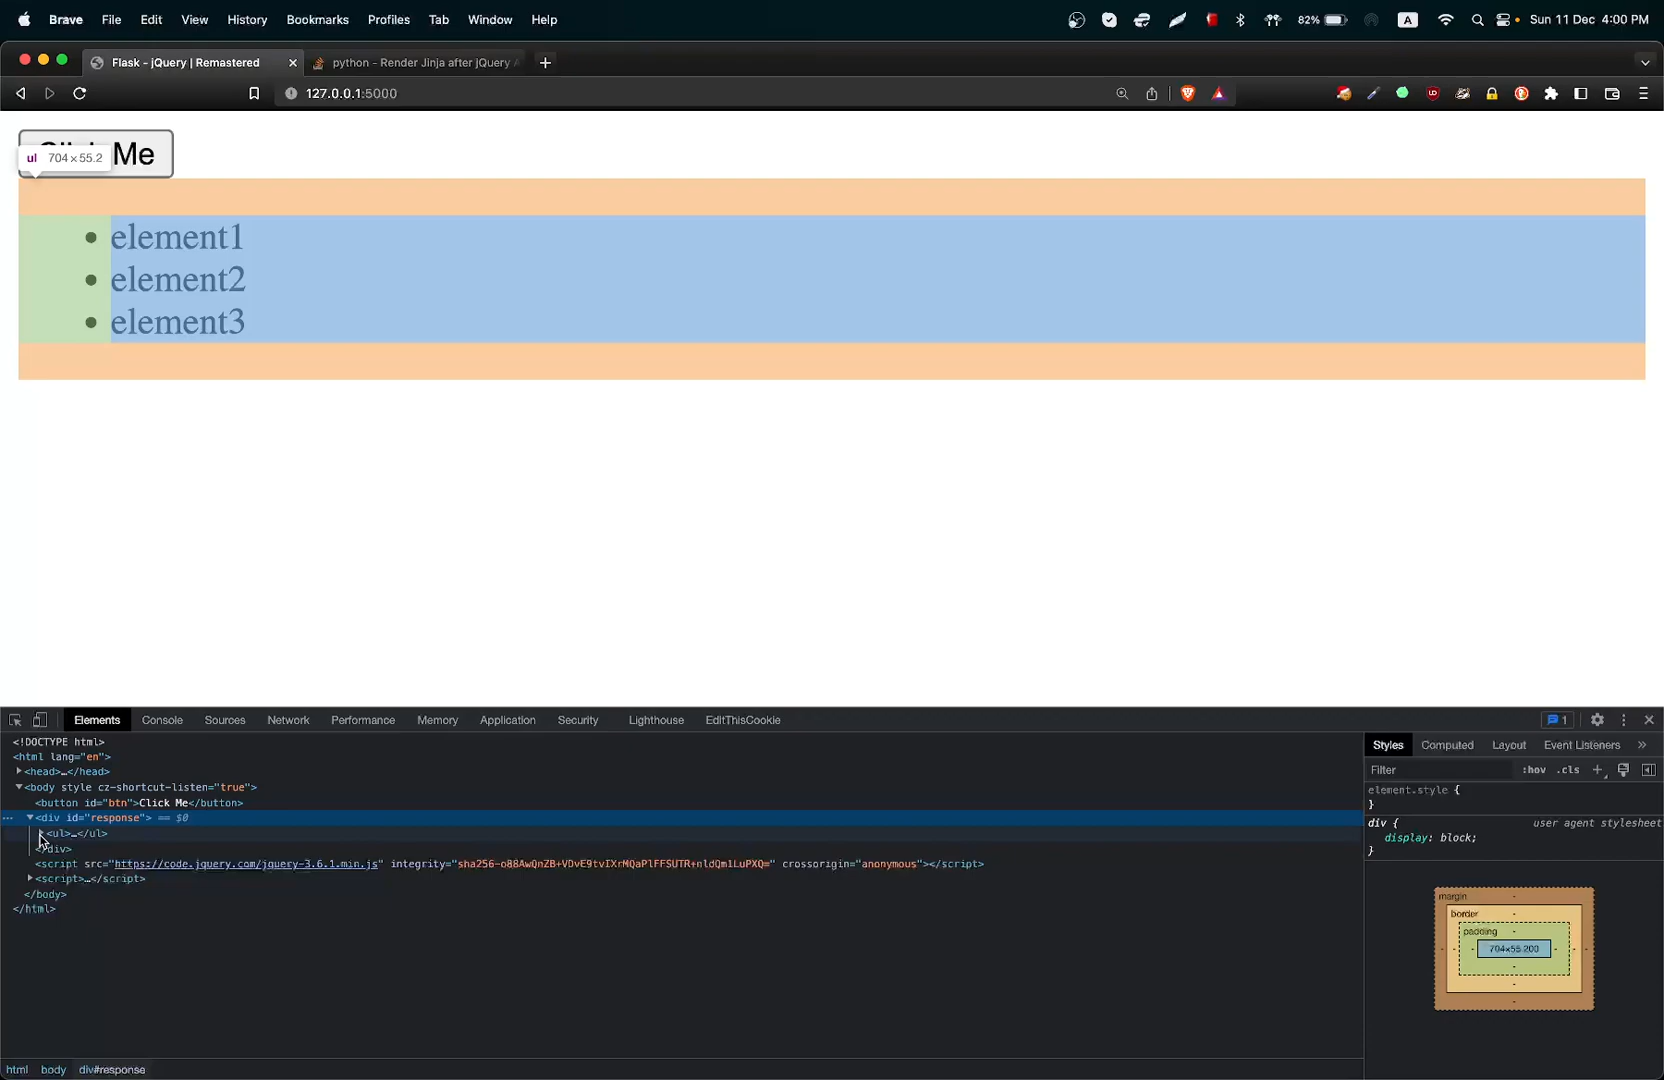 Brave File Edit View History Bookmarks Profiles Tab Window Help 82% A Sun 11 Dec 4:00 PM
Flask - jQuery | Remastered python - Render Jinja after jQuery A
127.0.0.1:5000
Me
ul 704 × 55.2
• element1
• element2
• element3
Elements Console Sources Network Performance Memory Application Security Lighthouse EditThisCookie 1
<!DOCTYPE html>
<html lang="en">
<head>…</head>
<body style cz-shortcut-listen="true">
<button id="btn">Click Me</button>
<div id="response"> == $0
<ul>…</ul>
</div>
<script src="https://code.jquery.com/jquery-3.6.1.min.js" integrity="sha256-o88AwQnZB+VDvE9tvIXrMQaPlFFSUTR+nldQm1LuPXQ=" crossorigin="anonymous"></script>
<script>…</script>
</body>
</html>
html body div#response
Styles Computed Layout Event Listeners »
Filter :hov .cls +
element.style {
}
div { user agent stylesheet
display: block;
}
margin -
border -
padding -
- - - 704×55.200 - - -
-
-
-